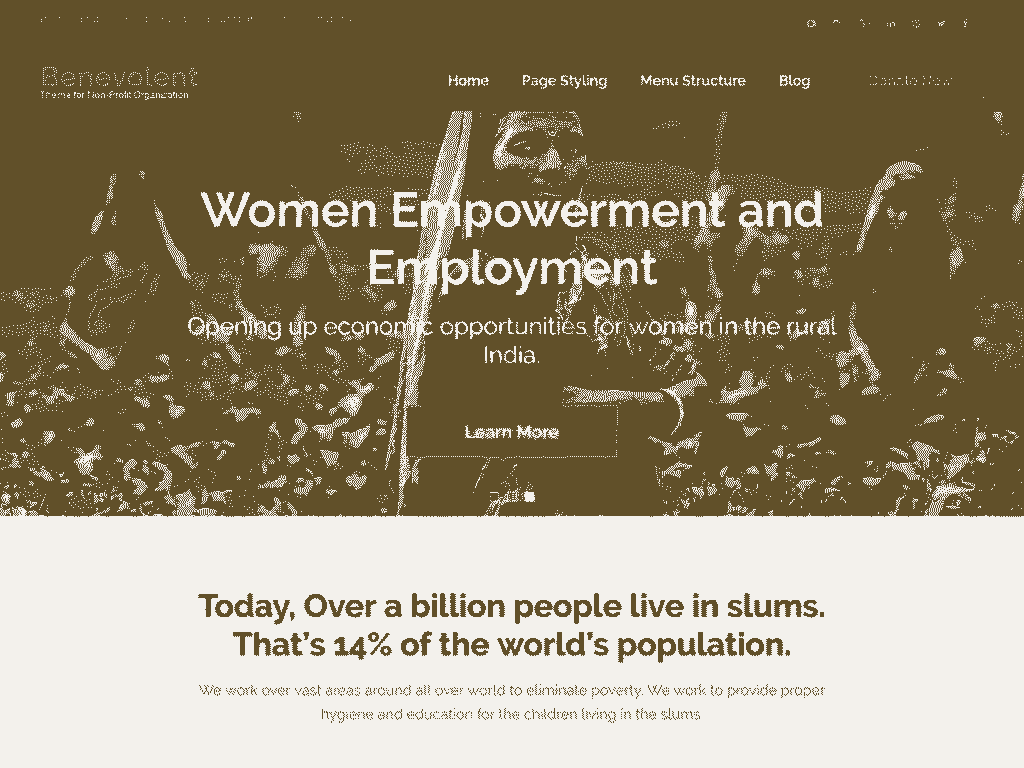 Benevolent
Theme for Non-Profit Organization
Home Page Styling Menu Structure Blog Donate Now
Women Empowerment and
Employment
Opening up economic opportunities for women in the rural
India.
Learn More
Today, Over a billion people live in slums.
That's 14% of the world's population.
We work over vast areas around all over world to eliminate poverty. We work to provide proper
hygiene and education for the children living in the slums